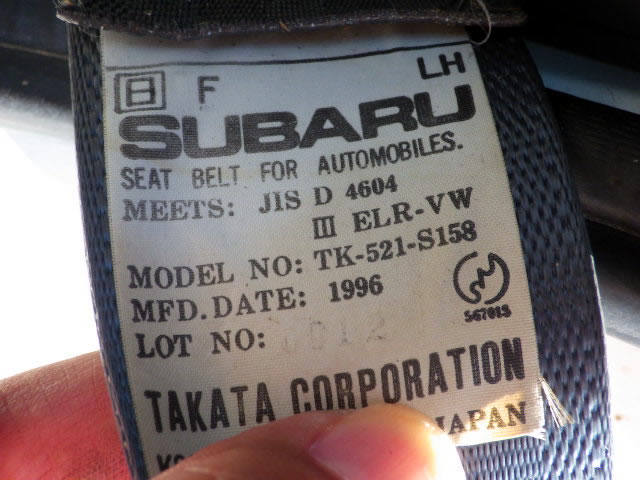 日 F LH
SUBARU
SEAT BELT FOR AUTOMOBILES.
MEETS: JIS D 4604
III ELR-VW
MODEL NO: TK-521-S158
MFD. DATE: 1996
LOT NO:
TAKATA CORPORATION
JAPAN